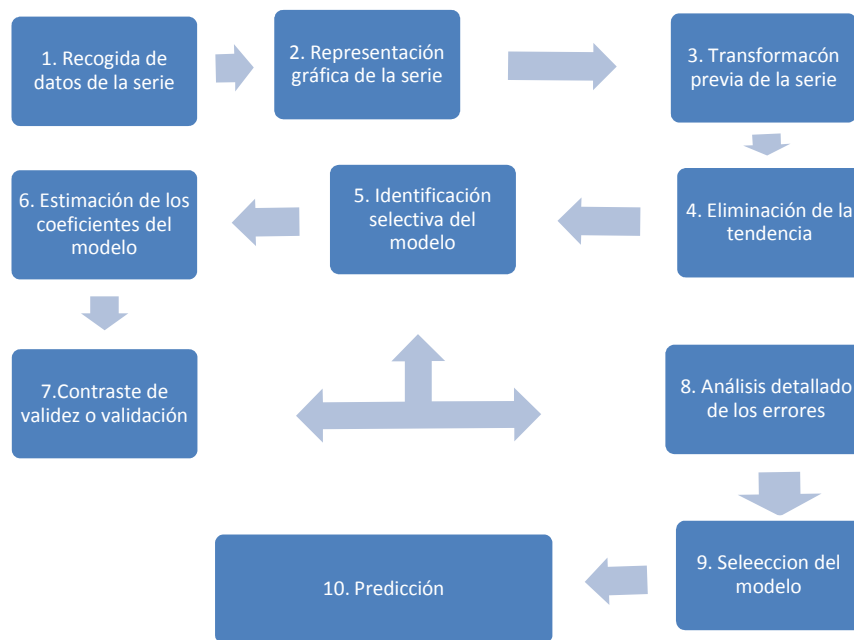 1. Recogida de
datos de la serie
2. Representación
gráfica de la serie
3. Transformacón
previa de la serie
6. Estimación de los
coeficientes del
modelo
5. Identificación
selectiva del
modelo
4. Eliminación de la
tendencia
7.Contraste de
validez o validación
8. Análisis detallado
de los errores
10. Predicción
9. Seleeccion del
modelo